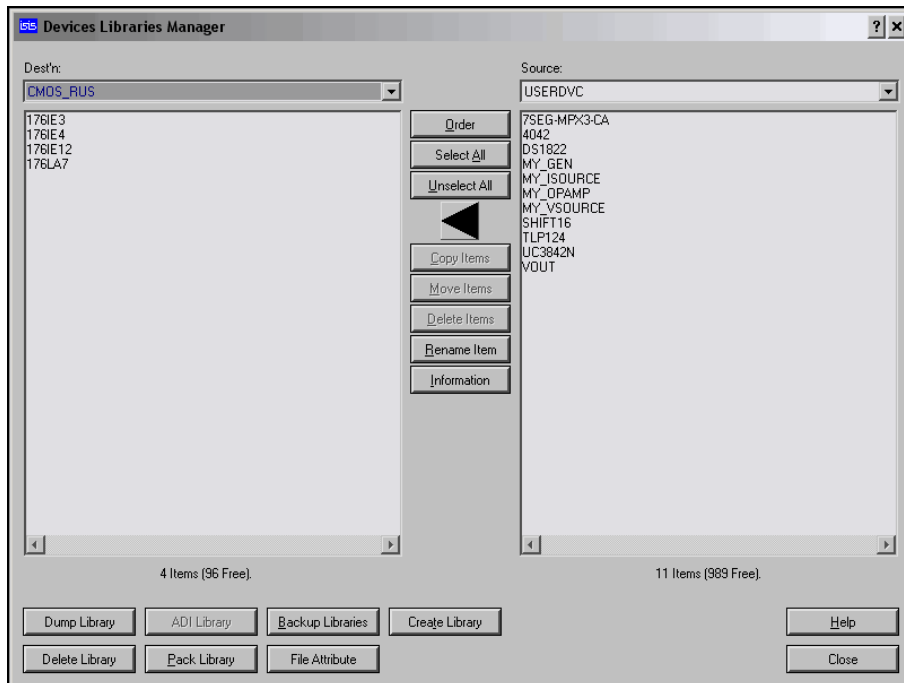 isis Devices Libraries Manager
Dest'n:
CMOS_RUS
176IE3
176IE4
176IE12
176LA7
4 Items (96 Free).
Order
Select All
Unselect All
Copy Items
Move Items
Delete Items
Rename Item
Information
Source:
USERDVC
7SEG-MPX3-CA
4042
DS1822
MY_GEN
MY_ISOURCE
MY_OPAMP
MY_VSOURCE
SHIFT16
TLP124
UC3842N
VOUT
11 Items (989 Free).
Dump Library ADI Library Backup Libraries Create Library Help
Delete Library Pack Library File Attribute Close